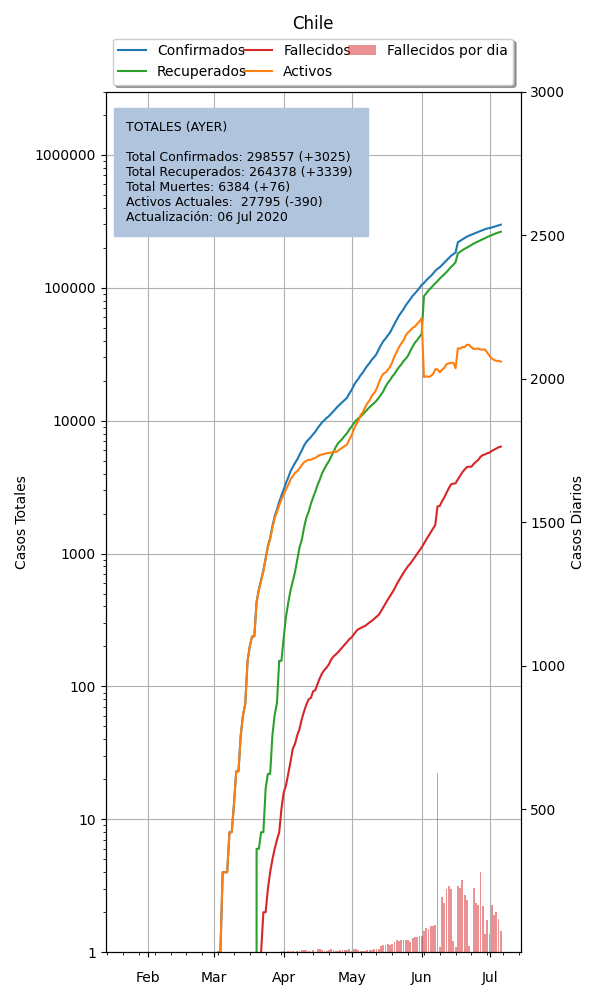 Chile
Confirmados Fallecidos Fallecidos por dia
Recuperados Activos
TOTALES (AYER)
Total Confirmados: 298557 (+3025)
Total Recuperados: 264378 (+3339)
Total Muertes: 6384 (+76)
Activos Actuales:  27795 (-390)
Actualización: 06 Jul 2020
Casos Totales
1000000
100000
10000
1000
100
10
1
3000
2500
2000
1500
1000
500
Casos Diarios
Feb Mar Apr May Jun Jul